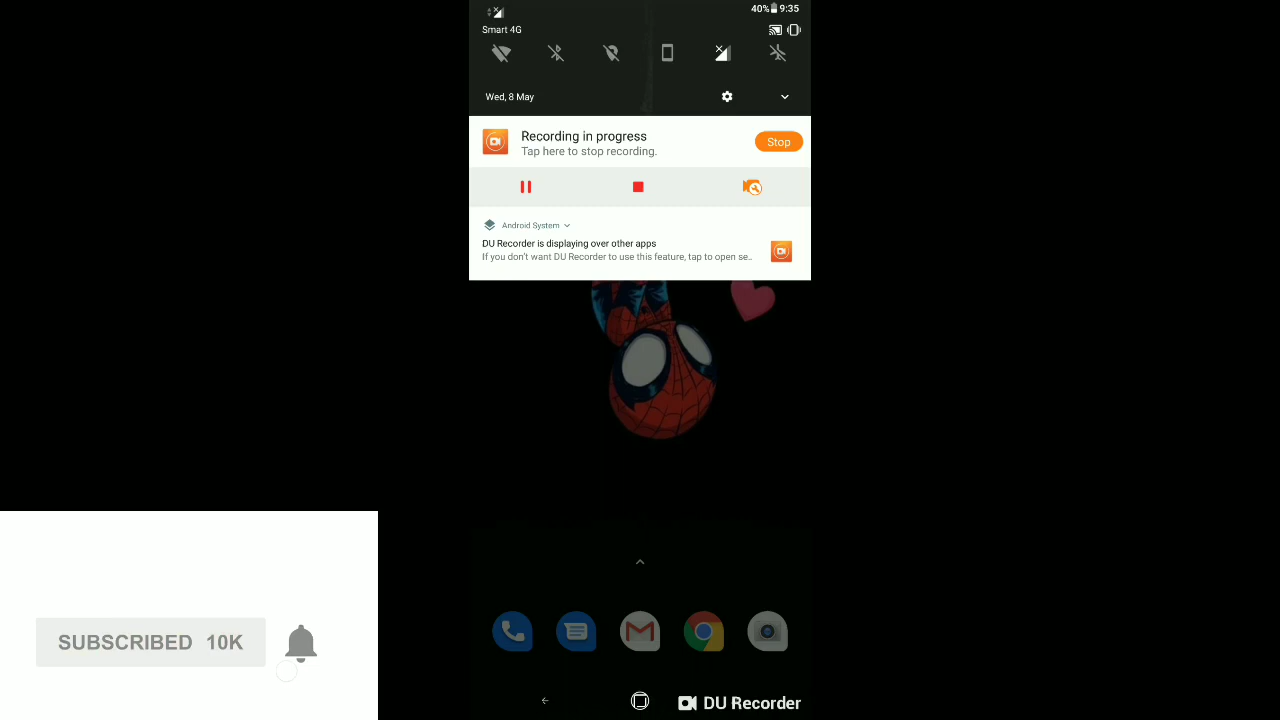 40% 9:35
Smart 4G
Wed, 8 May
Recording in progress
Tap here to stop recording.
Stop
Android System
DU Recorder is displaying over other apps
If you don't want DU Recorder to use this feature, tap to open se..
SUBSCRIBED 10K
DU Recorder